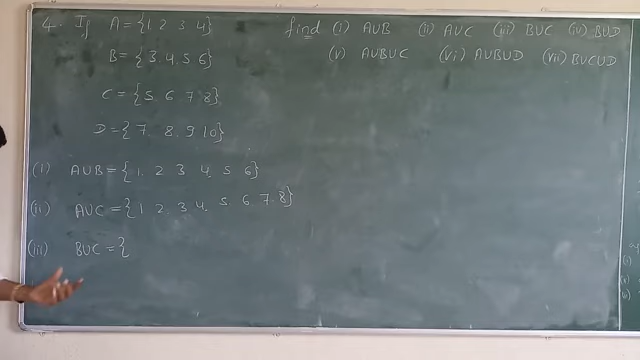 4. If A = {1 2 3 4} find (i) AUB (ii) AUC (iii) BUC (iv) BUD
B = {3. 4. 5 6} (v) AUBUC (vi) AUBUD (vii) BUCUD
C = {5. 6 7 8}
D = {7. 8. 9 10}
(i) AUB = {1. 2 3 4. 5 6}
(ii) AUC = {1 2. 3 4. 5 6 7. 8}
(iii) BUC = {